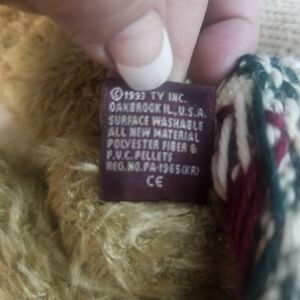 © 1993 TY INC.
OAKBROOK IL., U.S.A.
SURFACE WASHABLE
ALL NEW MATERIAL
POLYESTER FIBER &
P.V.C. PELLETS
REG. NO. PA-1965(KR)
CE